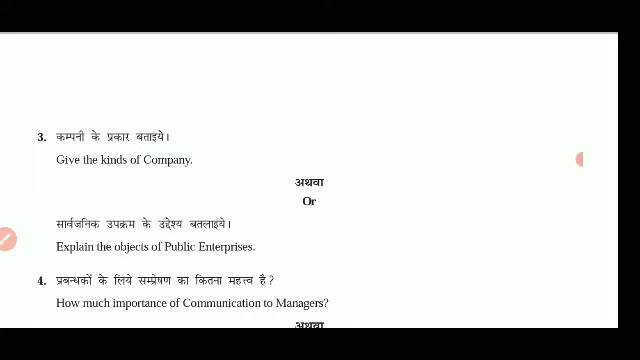 3. कम्पनी के प्रकार बताइये।
Give the kinds of Company.
अथवा
Or
सार्वजनिक उपक्रम के उद्देश्य बतलाइये।
Explain the objects of Public Enterprises.
4. प्रबन्धकों के लिये सम्प्रेषण का कितना महत्त्व है ?
How much importance of Communication to Managers?
अथवा